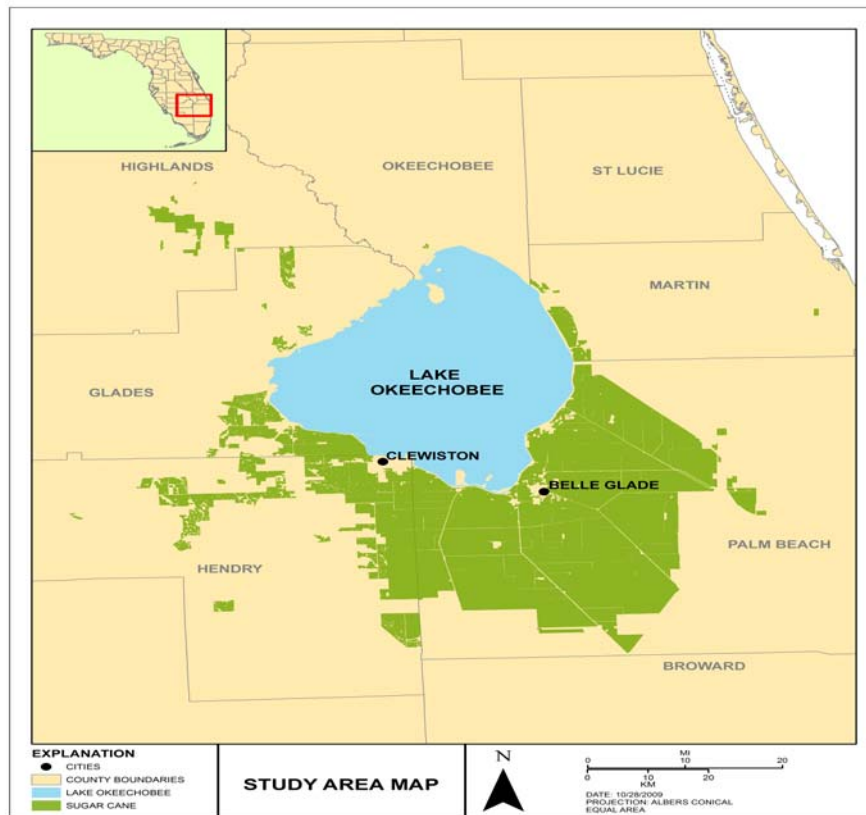 HIGHLANDS
OKEECHOBEE
ST LUCIE
MARTIN
GLADES
LAKE
OKEECHOBEE
CLEWISTON
BELLE GLADE
PALM BEACH
HENDRY
BROWARD
EXPLANATION
CITIES
COUNTY BOUNDARIES
LAKE OKEECHOBEE
SUGAR CANE
STUDY AREA MAP
N
MI
0 10 20
0 10 20
KM
DATE: 10/28/2009
PROJECTION: ALBERS CONICAL
EQUAL AREA